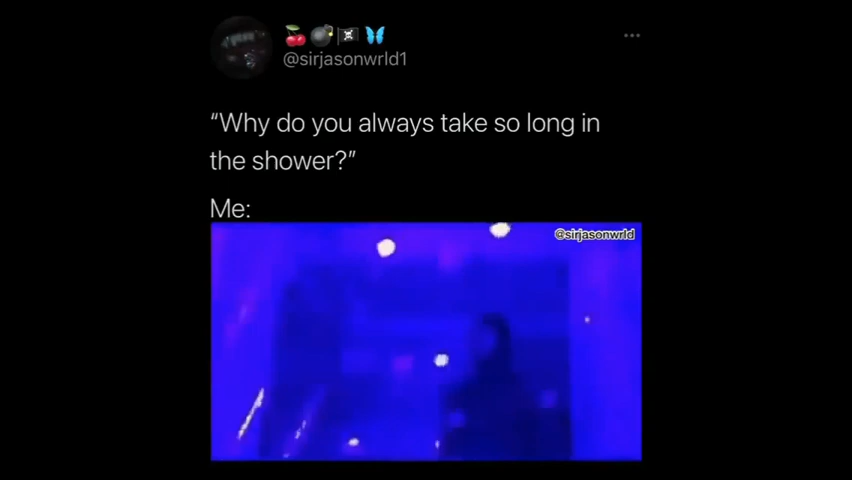 🍒💣🏴‍☠️🦋
@sirjasonwrld1
“Why do you always take so long in
the shower?”
Me:
@sirjasonwrld